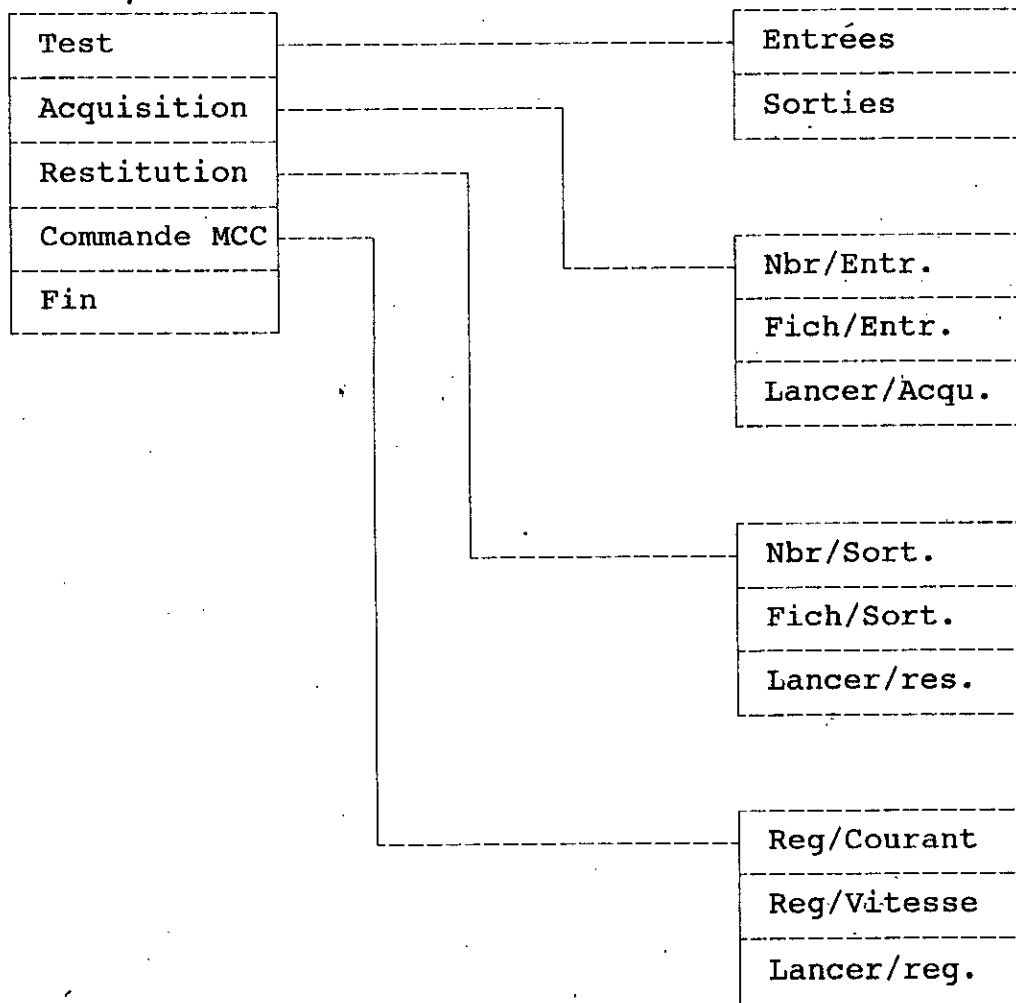 Test
Acquisition
Restitution
Commande MCC
Fin
Entrées
Sorties
Nbr/Entr.
Fich/Entr.
Lancer/Acqu.
Nbr/Sort.
Fich/Sort.
Lancer/res.
Reg/Courant
Reg/Vitesse
Lancer/reg.